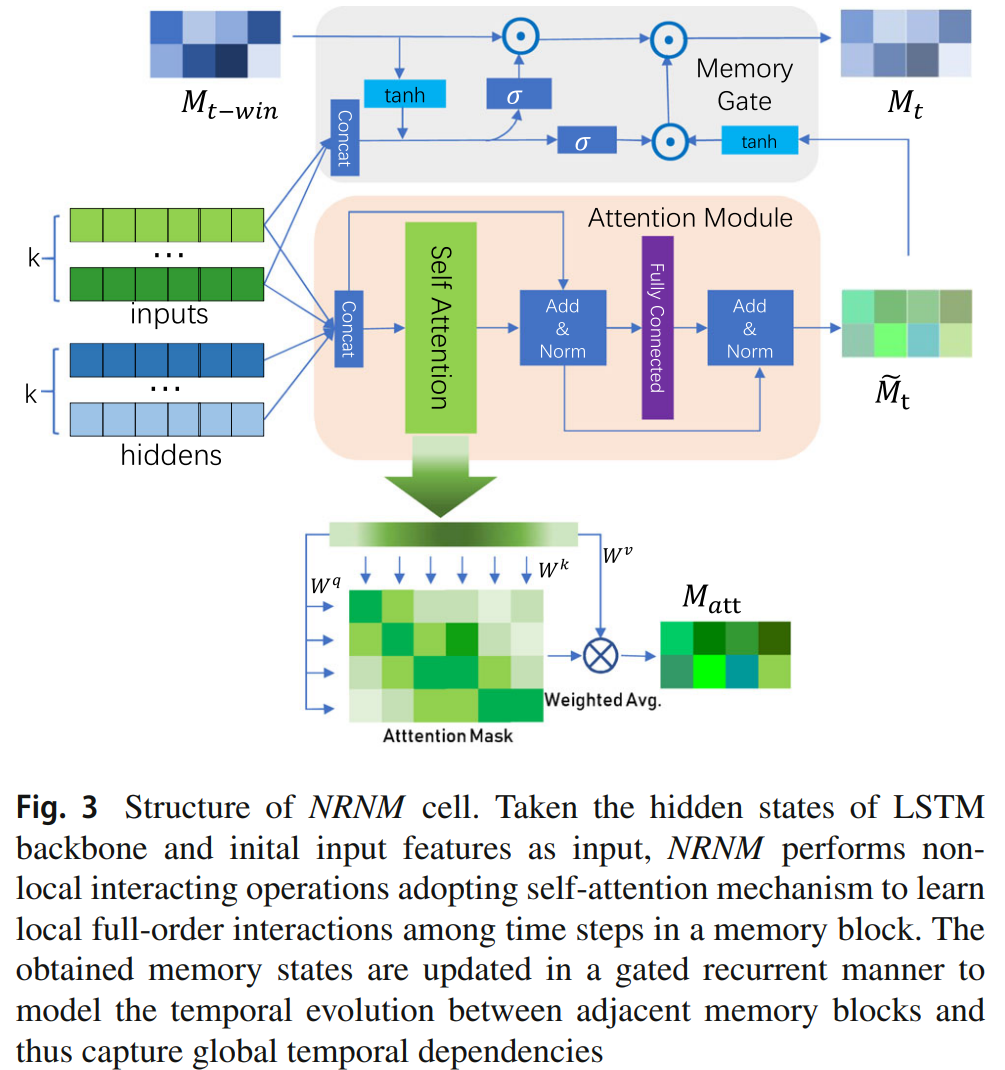 M_{t-win}
tanh
σ
Memory
Gate
M_t
Concat
σ
tanh
k
...
inputs
Attention Module
Self Attention
Concat
Add
&
Norm
Fully Connected
Add
&
Norm
M̃_t
k
...
hiddens
W^q
W^k
W^v
M_{att}
Weighted Avg.
Atttention Mask
Fig. 3 Structure of NRNM cell. Taken the hidden states of LSTM
backbone and inital input features as input, NRNM performs non-
local interacting operations adopting self-attention mechanism to learn
local full-order interactions among time steps in a memory block. The
obtained memory states are updated in a gated recurrent manner to
model the temporal evolution between adjacent memory blocks and
thus capture global temporal dependencies